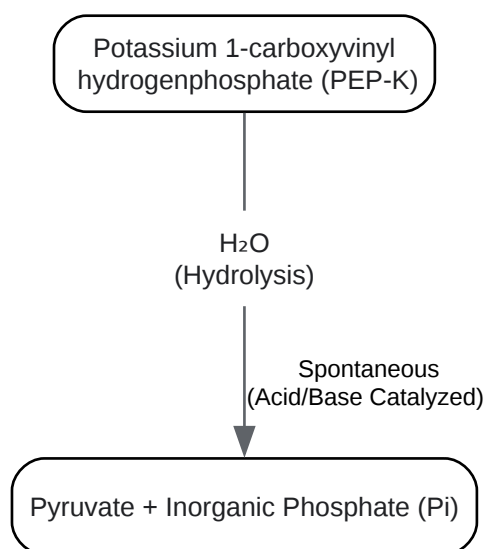 Potassium 1-carboxyvinyl
hydrogenphosphate (PEP-K)
H₂O
(Hydrolysis)
Spontaneous
(Acid/Base Catalyzed)
Pyruvate + Inorganic Phosphate (Pi)